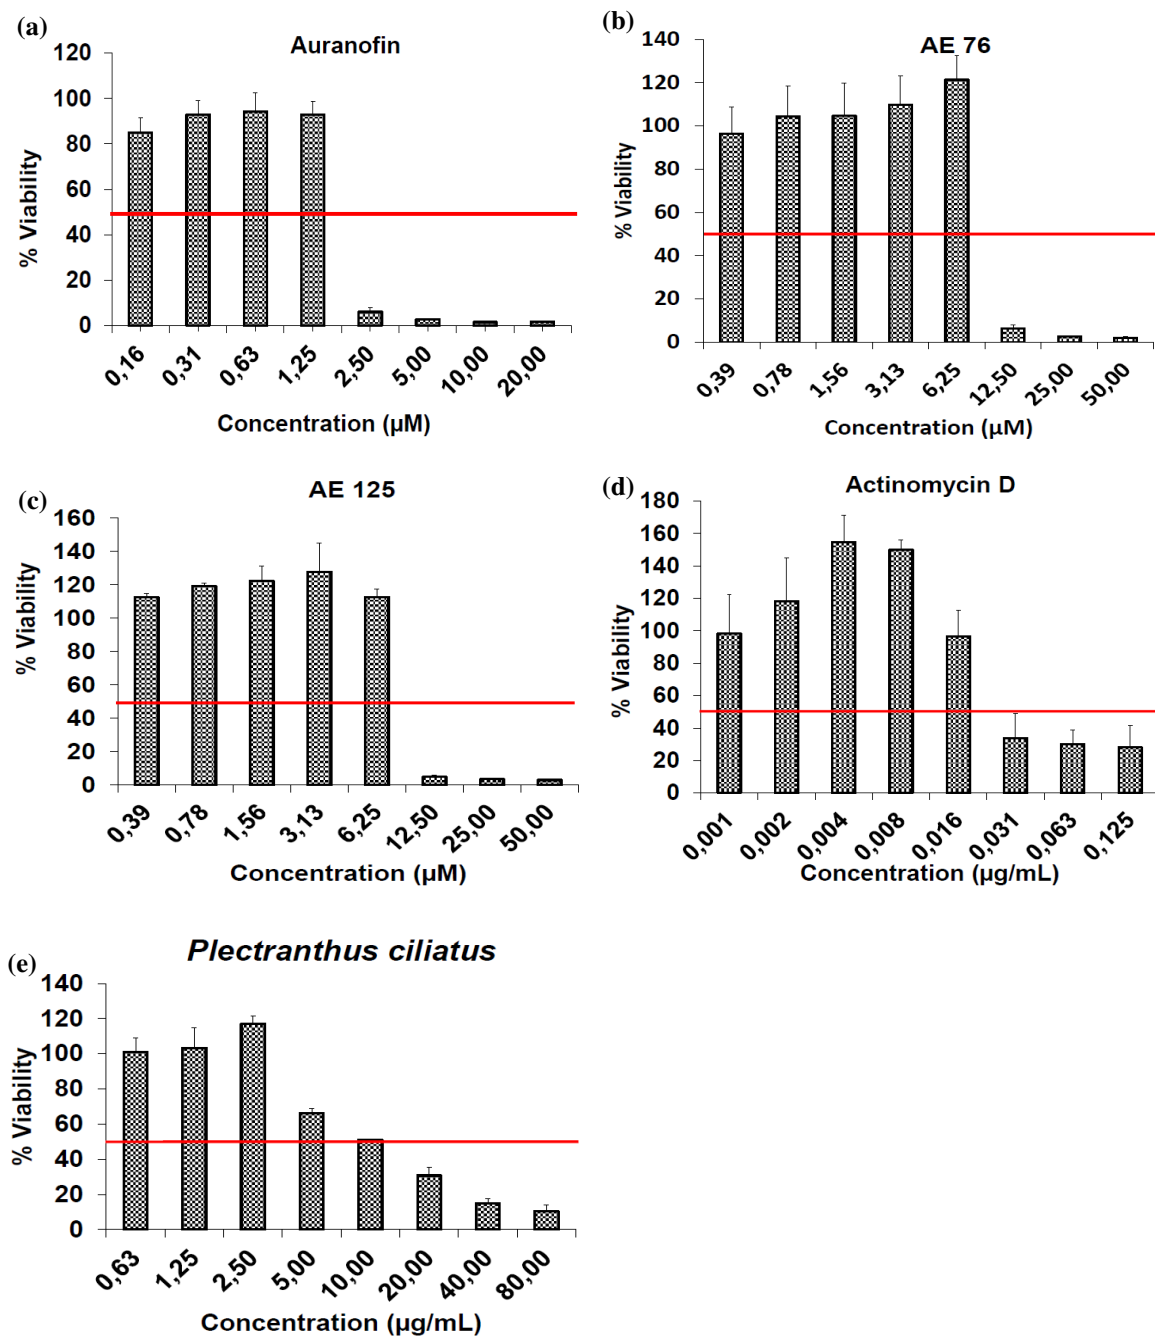 (a)
Auranofin
120
100
80
60
40
20
0
% Viability
0,16 0,31 0,63 1,25 2,50 5,00 10,00 20,00
Concentration (µM)
(b)
AE 76
140
120
100
80
60
40
20
0
% Viability
0,39 0,78 1,56 3,13 6,25 12,50 25,00 50,00
Concentration (µM)
(c)
AE 125
160
140
120
100
80
60
40
20
0
% Viability
0,39 0,78 1,56 3,13 6,25 12,50 25,00 50,00
Concentration (µM)
(d)
Actinomycin D
180
160
140
120
100
80
60
40
20
0
% Viability
0,001 0,002 0,004 0,008 0,016 0,031 0,063 0,125
Concentration (µg/mL)
(e)
Plectranthus ciliatus
140
120
100
80
60
40
20
0
% Viability
0,63 1,25 2,50 5,00 10,00 20,00 40,00 80,00
Concentration (µg/mL)